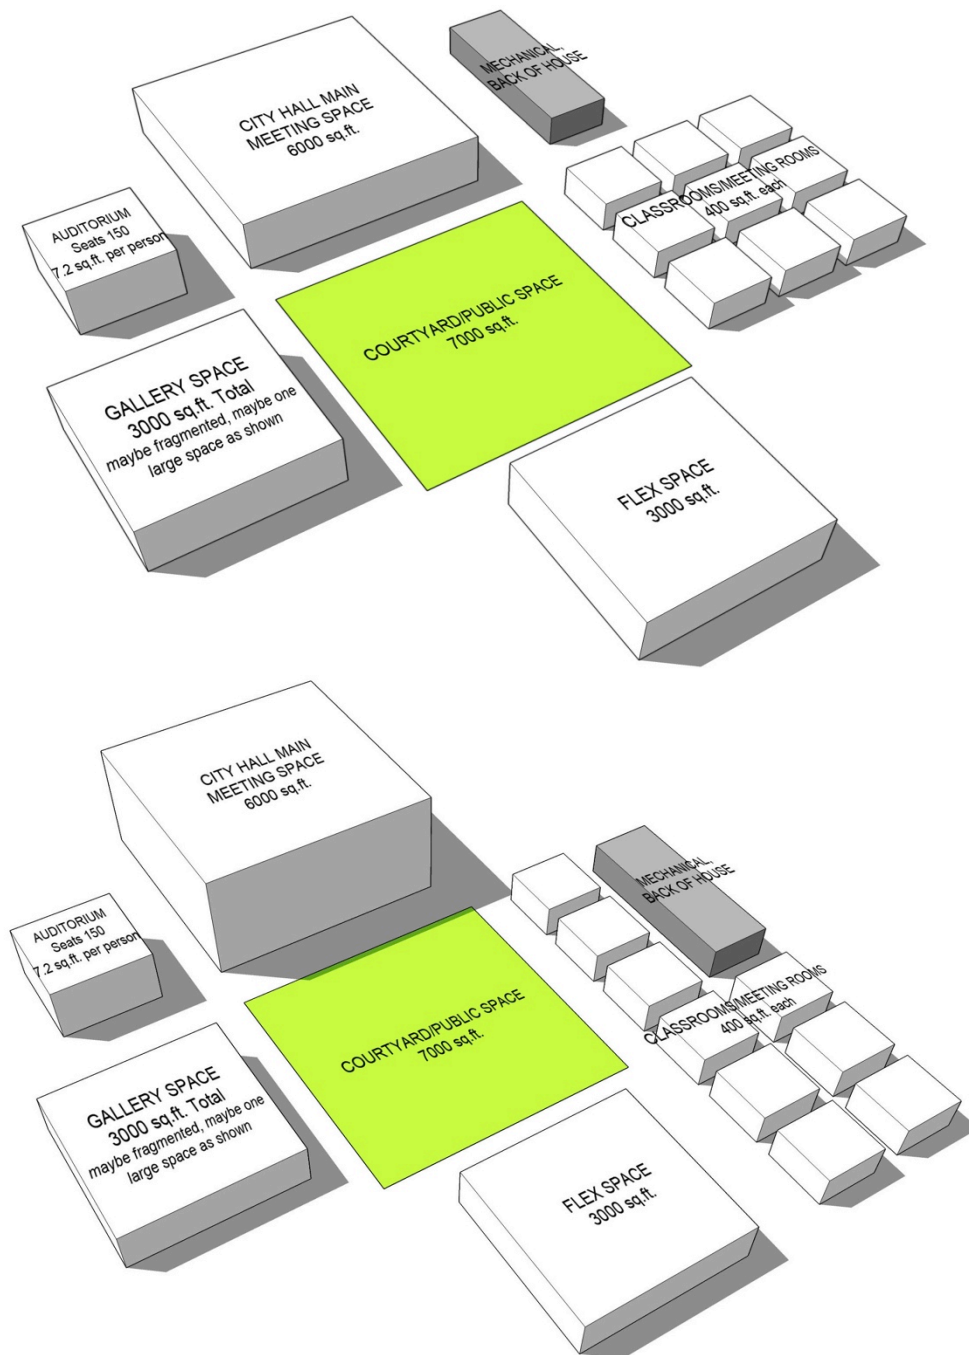 MECHANICAL,
BACK OF HOUSE
CITY HALL MAIN
MEETING SPACE
6000 sq.ft.
CLASSROOMS/MEETING ROOMS
400 sq.ft. each
AUDITORIUM
Seats 150
7.2 sq.ft. per person
COURTYARD/PUBLIC SPACE
7000 sq.ft.
GALLERY SPACE
3000 sq.ft. Total
maybe fragmented, maybe one
large space as shown
FLEX SPACE
3000 sq.ft.
CITY HALL MAIN
MEETING SPACE
6000 sq.ft.
MECHANICAL,
BACK OF HOUSE
AUDITORIUM
Seats 150
7.2 sq.ft. per person
CLASSROOMS/MEETING ROOMS
400 sq.ft. each
COURTYARD/PUBLIC SPACE
7000 sq.ft.
GALLERY SPACE
3000 sq.ft. Total
maybe fragmented, maybe one
large space as shown
FLEX SPACE
3000 sq.ft.